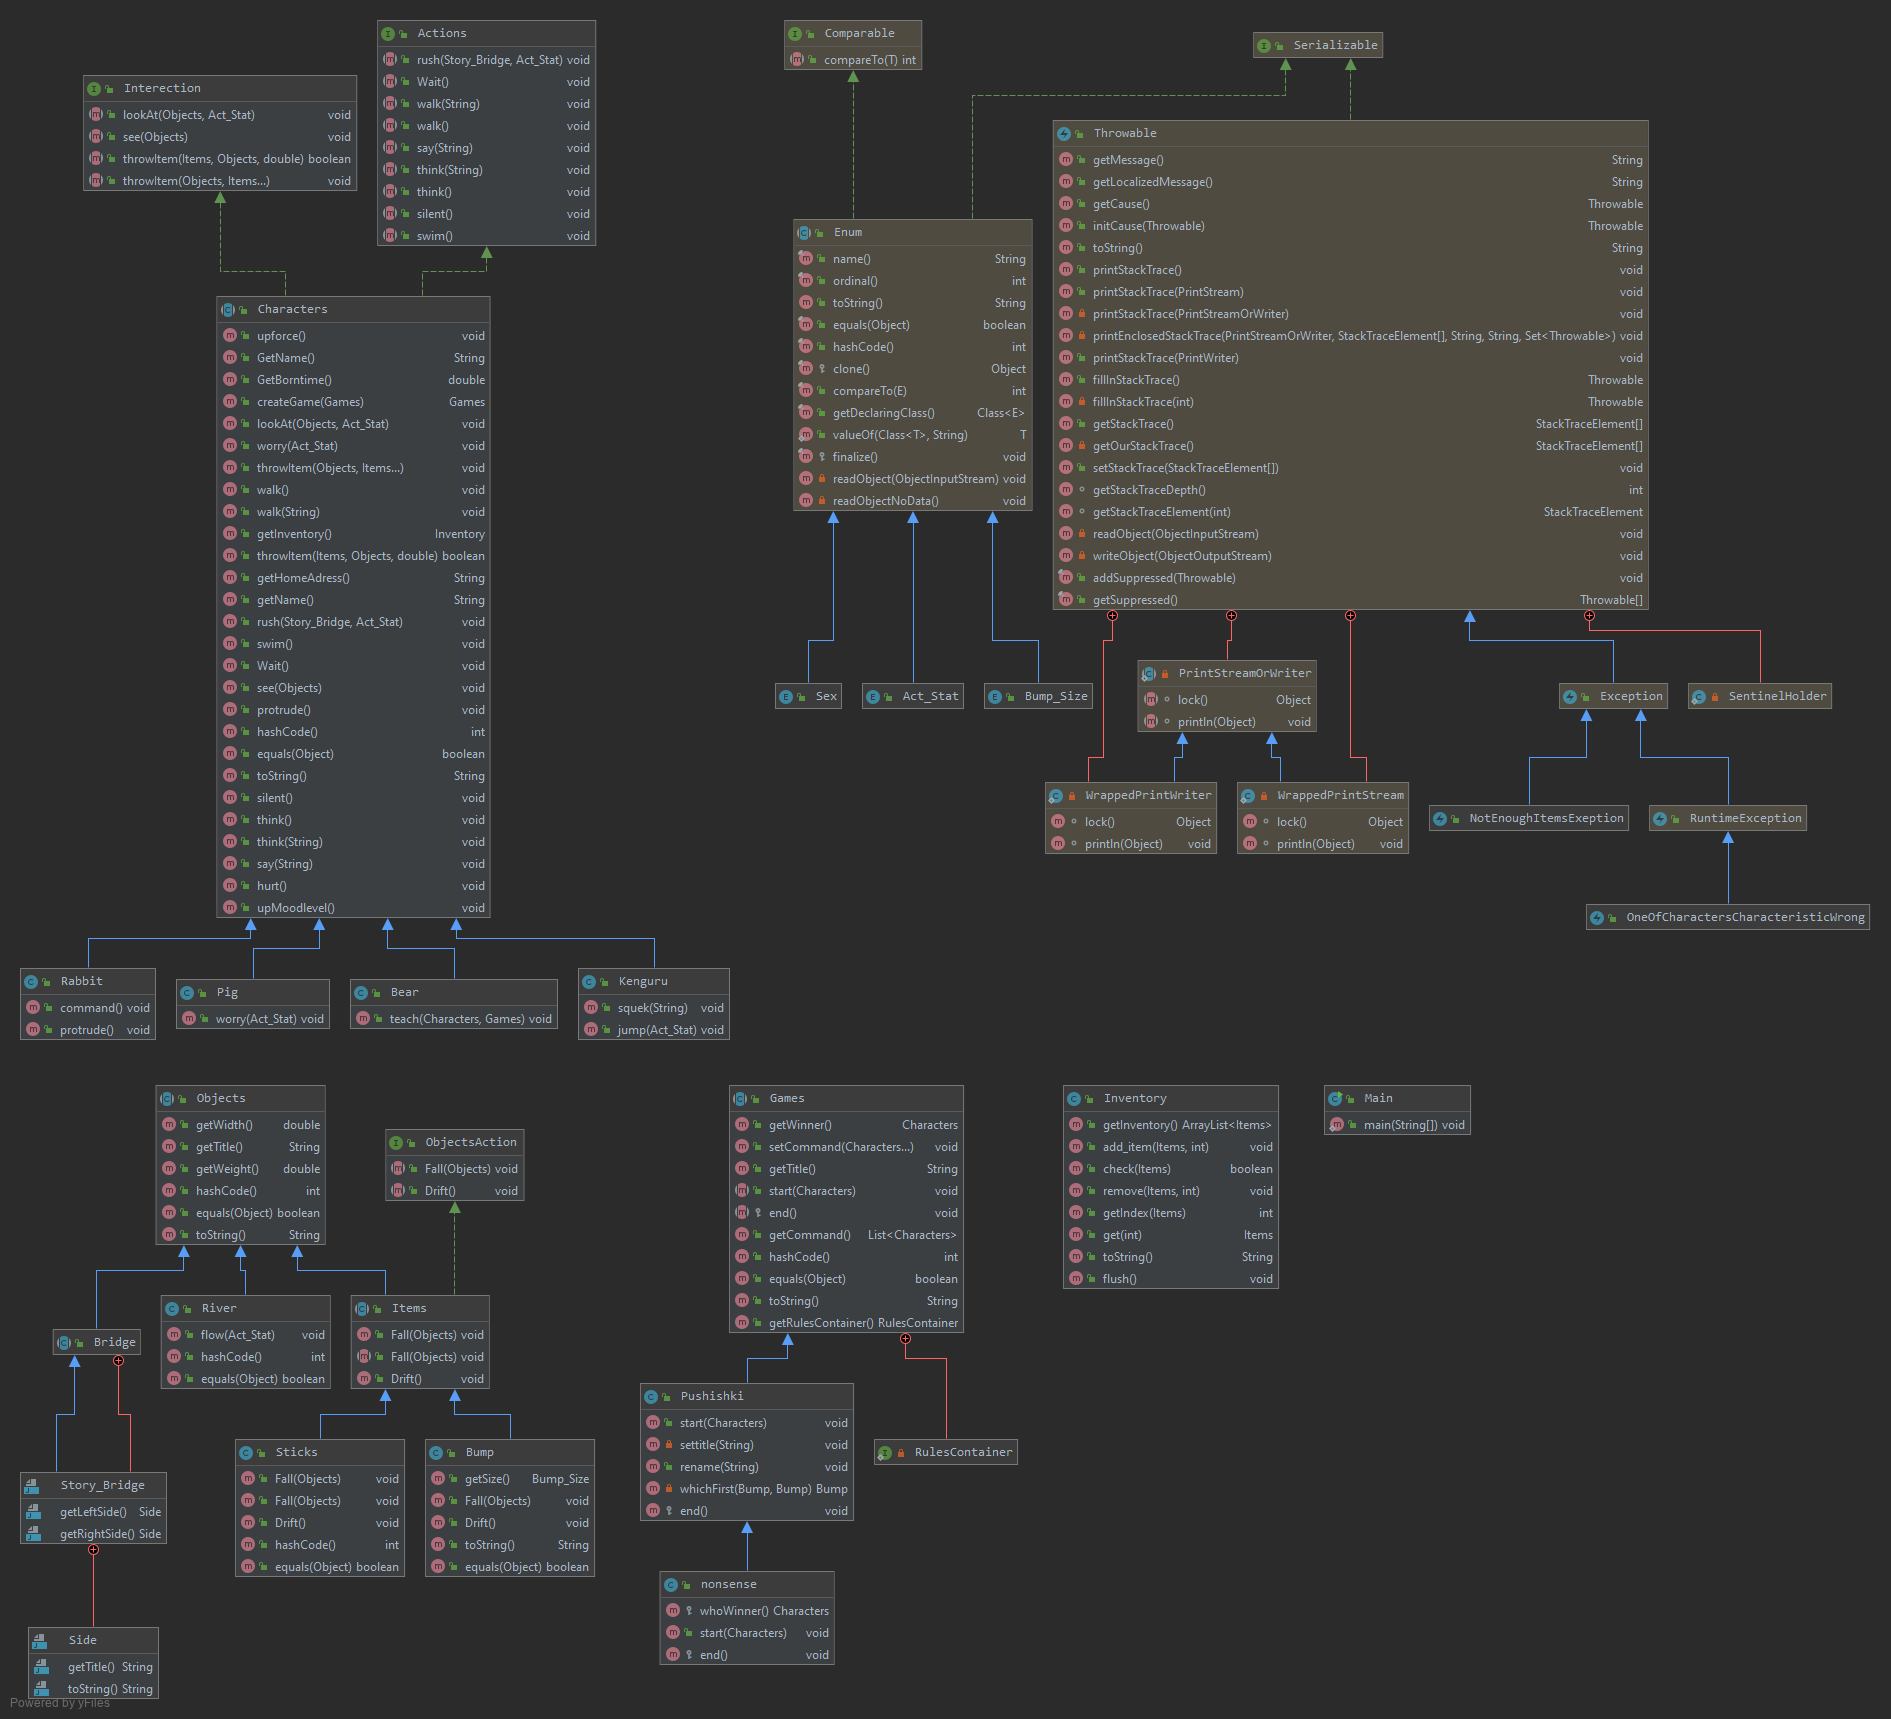 Actions
rush(Story_Bridge, Act_Stat) void
Wait() void
walk(String) void
walk() void
say(String) void
think(String) void
think() void
silent() void
swim() void
Interection
lookAt(Objects, Act_Stat) void
see(Objects) void
throwItem(Items, Objects, double) boolean
throwItem(Objects, Items...) void
Comparable
compareTo(T) int
Serializable
Characters
upforce() void
GetName() String
GetBorntime() double
createGame(Games) Games
lookAt(Objects, Act_Stat) void
worry(Act_Stat) void
throwItem(Objects, Items...) void
walk() void
walk(String) void
getInventory() Inventory
throwItem(Items, Objects, double) boolean
getHomeAdress() String
getName() String
rush(Story_Bridge, Act_Stat) void
swim() void
Wait() void
see(Objects) void
protrude() void
hashCode() int
equals(Object) boolean
toString() String
silent() void
think() void
think(String) void
say(String) void
hurt() void
upMoodlevel() void
Enum
name() String
ordinal() int
toString() String
equals(Object) boolean
hashCode() int
clone() Object
compareTo(E) int
getDeclaringClass() Class<E>
valueOf(Class<T>, String) T
finalize() void
readObject(ObjectInputStream) void
readObjectNoData() void
Throwable
getMessage() String
getLocalizedMessage() String
getCause() Throwable
initCause(Throwable) Throwable
toString() String
printStackTrace() void
printStackTrace(PrintStream) void
printStackTrace(PrintStreamOrWriter) void
printEnclosedStackTrace(PrintStreamOrWriter, StackTraceElement[], String, String, Set<Throwable>) void
printStackTrace(PrintWriter) void
fillInStackTrace() Throwable
fillInStackTrace(int) Throwable
getStackTrace() StackTraceElement[]
getOurStackTrace() StackTraceElement[]
setStackTrace(StackTraceElement[]) void
getStackTraceDepth() int
getStackTraceElement(int) StackTraceElement
readObject(ObjectInputStream) void
writeObject(ObjectOutputStream) void
addSuppressed(Throwable) void
getSuppressed() Throwable[]
Sex
Act_Stat
Bump_Size
PrintStreamOrWriter
lock() Object
println(Object) void
Exception
SentinelHolder
WrappedPrintWriter
lock() Object
println(Object) void
WrappedPrintStream
lock() Object
println(Object) void
NotEnoughItemsExeption
RuntimeException
OneOfCharactersCharacteristicWrong
Rabbit
command() void
protrude() void
Pig
worry(Act_Stat) void
Bear
teach(Characters, Games) void
Kenguru
squek(String) void
jump(Act_Stat) void
Objects
getWidth() double
getTitle() String
getWeight() double
hashCode() int
equals(Object) boolean
toString() String
ObjectsAction
Fall(Objects) void
Drift() void
Games
getWinner() Characters
setCommand(Characters...) void
getTitle() String
start(Characters) void
end() void
getCommand() List<Characters>
hashCode() int
equals(Object) boolean
toString() String
getRulesContainer() RulesContainer
Inventory
getInventory() ArrayList<Items>
add_item(Items, int) void
check(Items) boolean
remove(Items, int) void
getIndex(Items) int
get(int) Items
toString() String
flush() void
Main
main(String[]) void
Bridge
River
flow(Act_Stat) void
hashCode() int
equals(Object) boolean
Items
Fall(Objects) void
Fall(Objects) void
Drift() void
Pushishki
start(Characters) void
settitle(String) void
rename(String) void
whichFirst(Bump, Bump) Bump
end() void
RulesContainer
Story_Bridge
getLeftSide() Side
getRightSide() Side
Sticks
Fall(Objects) void
Fall(Objects) void
Drift() void
hashCode() int
equals(Object) boolean
Bump
getSize() Bump_Size
Fall(Objects) void
Drift() void
toString() String
equals(Object) boolean
nonsense
whoWinner() Characters
start(Characters) void
end() void
Side
getTitle() String
toString() String
Powered by yFiles